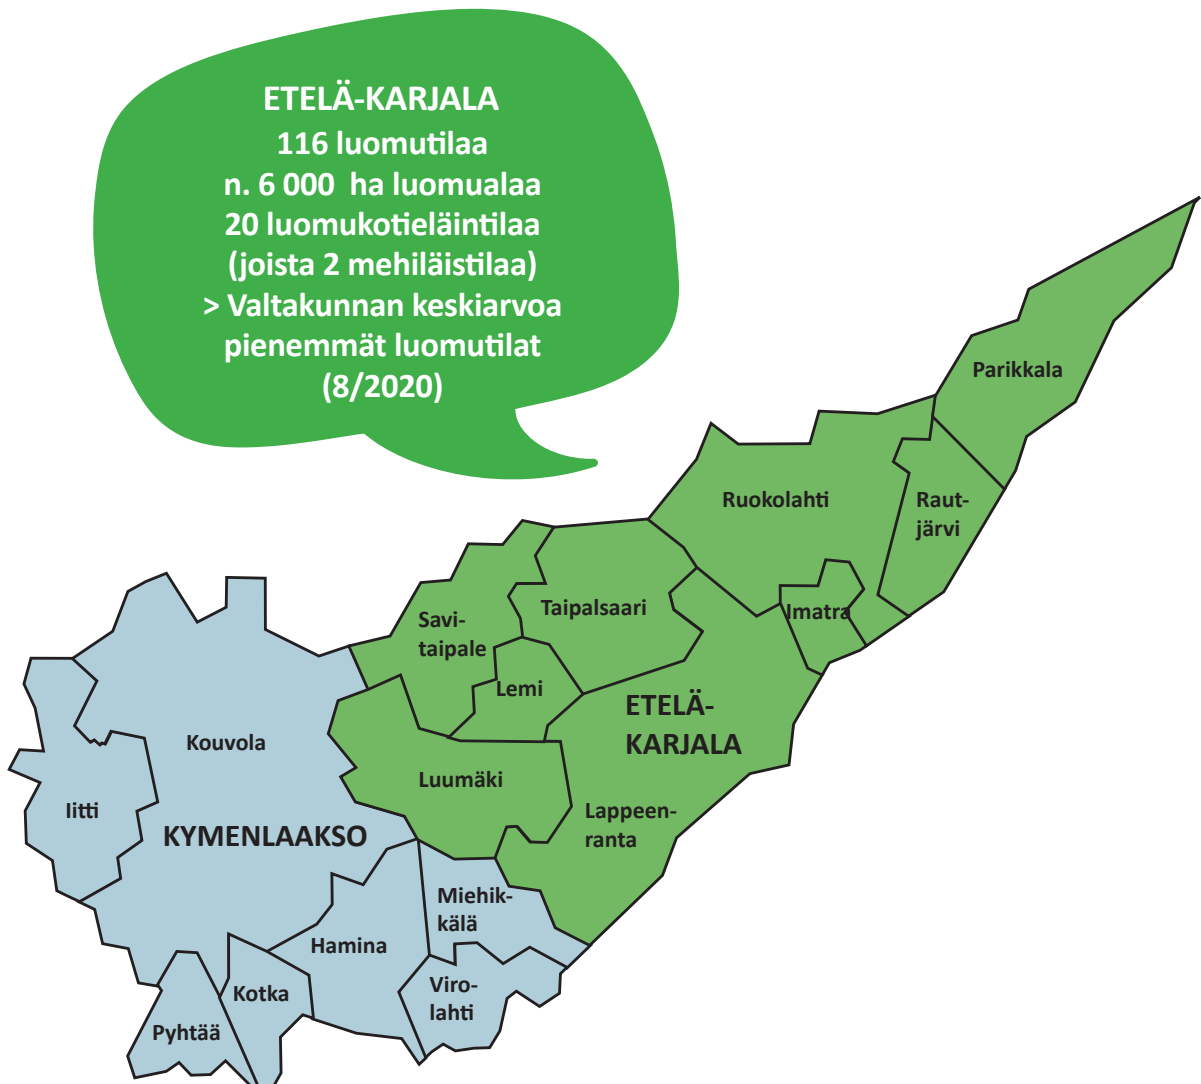 ETELÄ-KARJALA
116 luomutilaa
n. 6 000 ha luomualaa
20 luomukotieläintilaa
(joista 2 mehiläistilaa)
> Valtakunnan keskiarvoa
pienemmät luomutilat
(8/2020)
Parikkala
Ruokolahti
Raut-
järvi
Imatra
Taipalsaari
Savi-
taipale
Lemi
ETELÄ-
KARJALA
Kouvola
Luumäki
Iitti
Lappeen-
ranta
KYMENLAAKSO
Miehik-
kälä
Hamina
Viro-
lahti
Kotka
Pyhtää